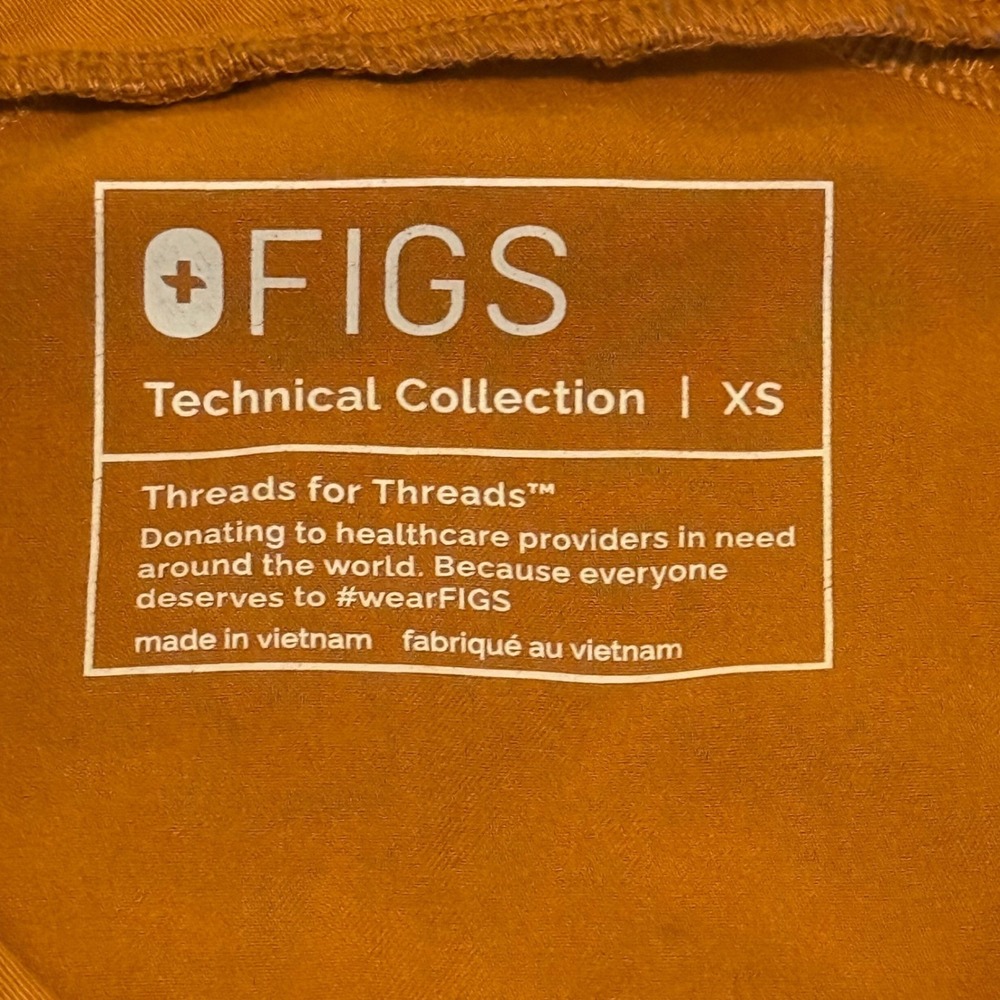 FIGS
Technical Collection | XS
Threads for Threads™
Donating to healthcare providers in need
around the world. Because everyone
deserves to #wearFIGS
made in vietnam fabriqué au vietnam